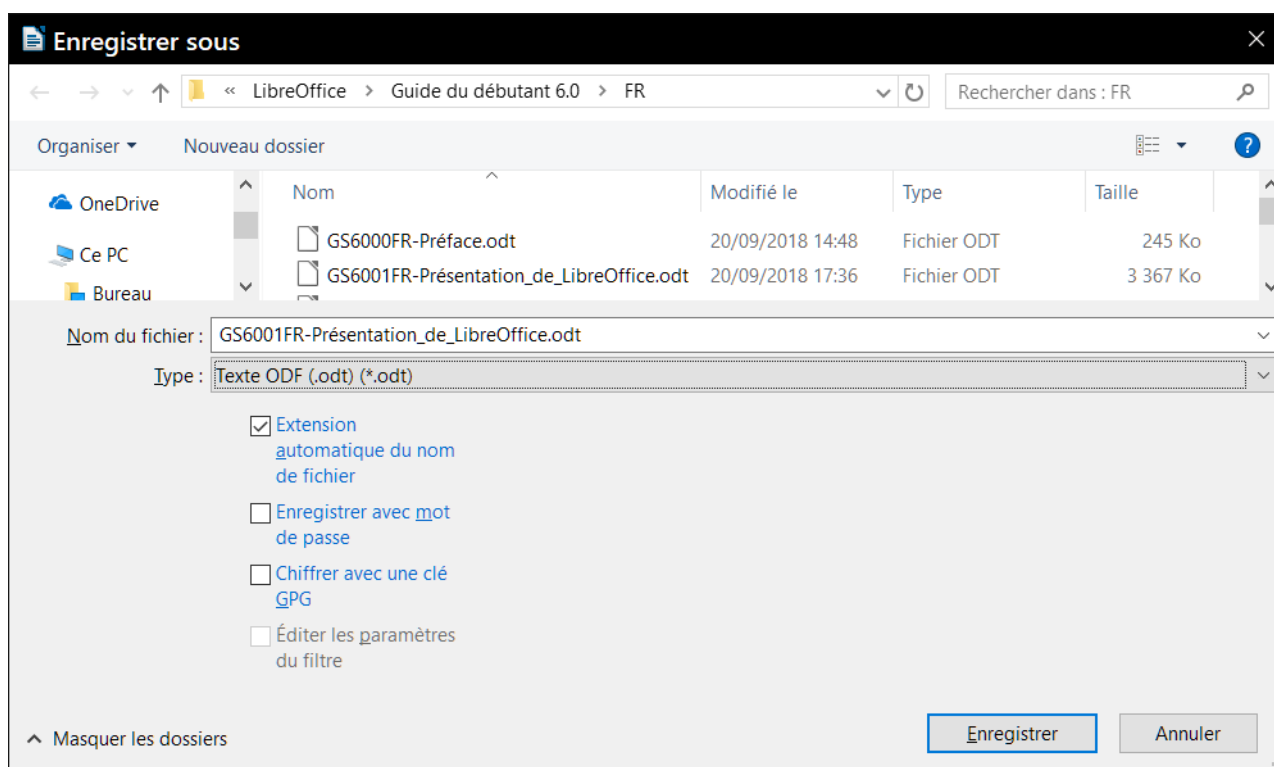 Enregistrer sous
« LibreOffice > Guide du débutant 6.0 > FR
Rechercher dans : FR
Organiser
Nouveau dossier
?
OneDrive
Ce PC
Bureau
Nom
Modifié le
Type
Taille
GS6000FR-Préface.odt 20/09/2018 14:48 Fichier ODT 245 Ko
GS6001FR-Présentation_de_LibreOffice.odt 20/09/2018 17:36 Fichier ODT 3 367 Ko
Nom du fichier : GS6001FR-Présentation_de_LibreOffice.odt
Type : Texte ODF (.odt) (*.odt)
Extension
automatique du nom
de fichier
Enregistrer avec mot
de passe
Chiffrer avec une clé
GPG
Éditer les paramètres
du filtre
Masquer les dossiers
Enregistrer
Annuler